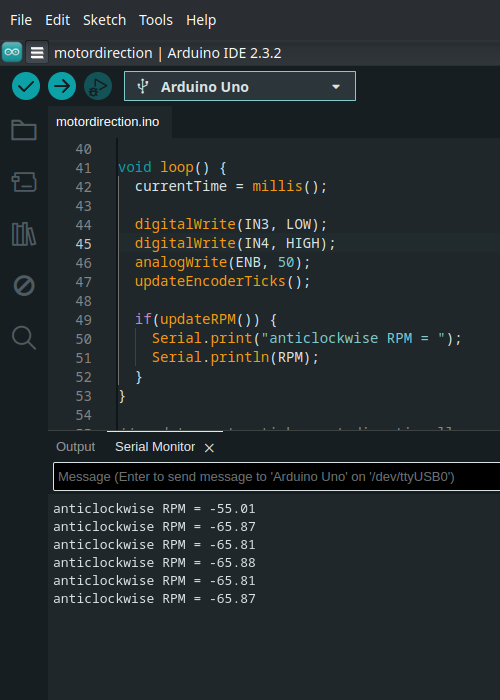 File Edit Sketch Tools Help
motordirection | Arduino IDE 2.3.2
Arduino Uno
motordirection.ino
40
41 void loop() {
42 currentTime = millis();
43
44 digitalWrite(IN3, LOW);
45 digitalWrite(IN4, HIGH);
46 analogWrite(ENB, 50);
47 updateEncoderTicks();
48
49 if(updateRPM()) {
50 Serial.print("anticlockwise RPM = ");
51 Serial.println(RPM);
52 }
53 }
54
Output Serial Monitor
Message (Enter to send message to 'Arduino Uno' on '/dev/ttyUSB0')
anticlockwise RPM = -55.01
anticlockwise RPM = -65.87
anticlockwise RPM = -65.81
anticlockwise RPM = -65.88
anticlockwise RPM = -65.81
anticlockwise RPM = -65.87